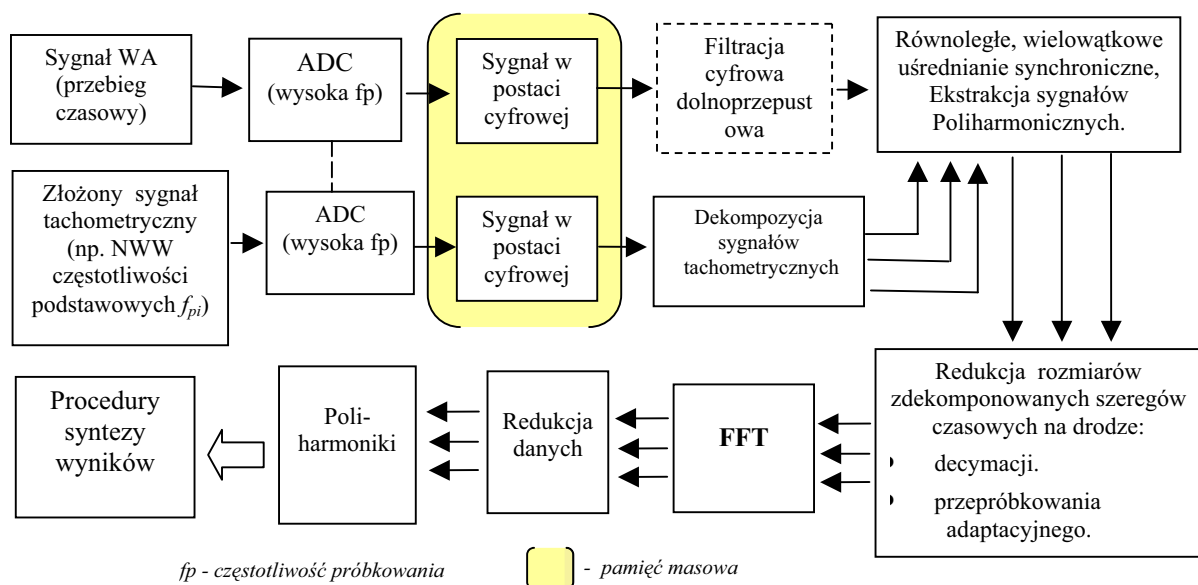 Sygnał WA
(przebieg
czasowy)
ADC
(wysoka fp)
Sygnał w
postaci
cyfrowej
Filtracja
cyfrowa
dolnoprzepust
owa
Równoległe, wielowątkowe
uśrednianie synchroniczne,
Ekstrakcja sygnałów
Poliharmonicznych.
Złożony sygnał
tachometryczny
(np. NWW
częstotliwości
podstawowych fpi)
ADC
(wysoka fp)
Sygnał w
postaci
cyfrowej
Dekompozycja
sygnałów
tachometrycznych
Procedury
syntezy
wyników
Poli-
harmoniki
Redukcja
danych
FFT
Redukcja rozmiarów
zdekomponowanych szeregów
czasowych na drodze:
decymacji.
przepróbkowania
adaptacyjnego.
fp - częstotliwość próbkowania
- pamięć masowa